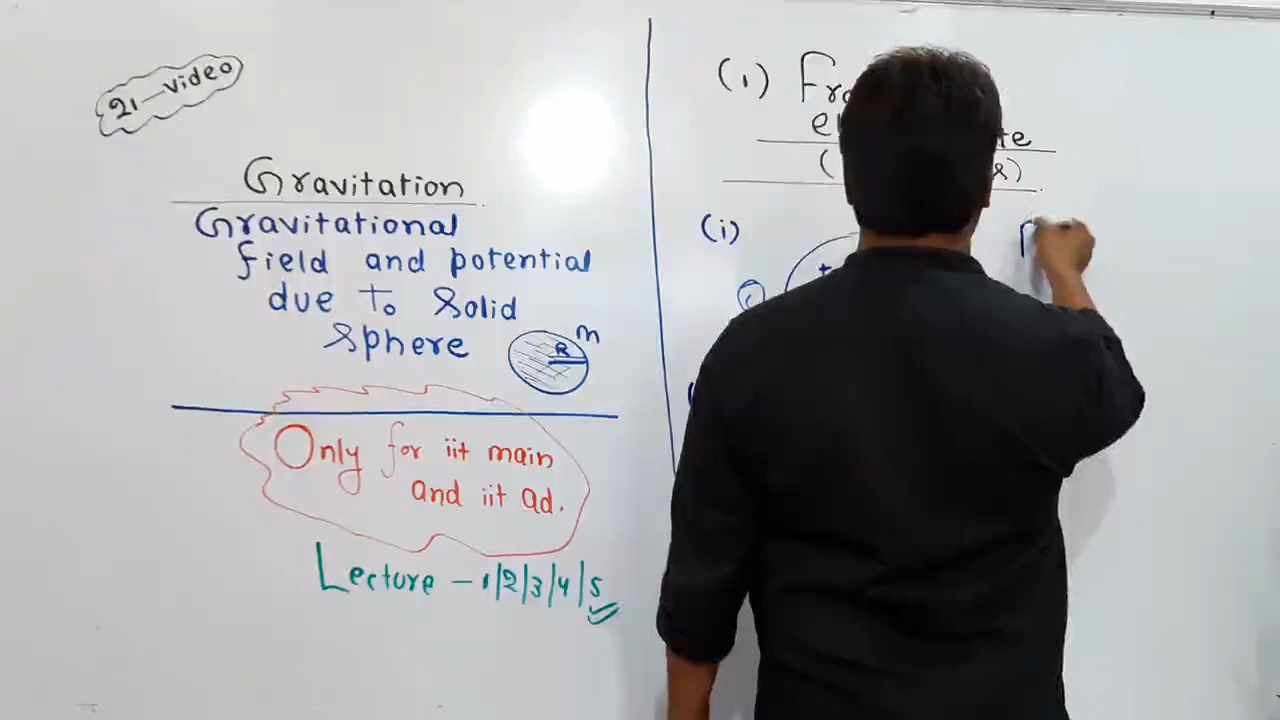 21-video
Gravitation
Gravitational
field and potential
due to solid
sphere
R
m
Only for iit main
and iit ad.
Lecture - 1|2|3|4|5
(1)
(i)
+